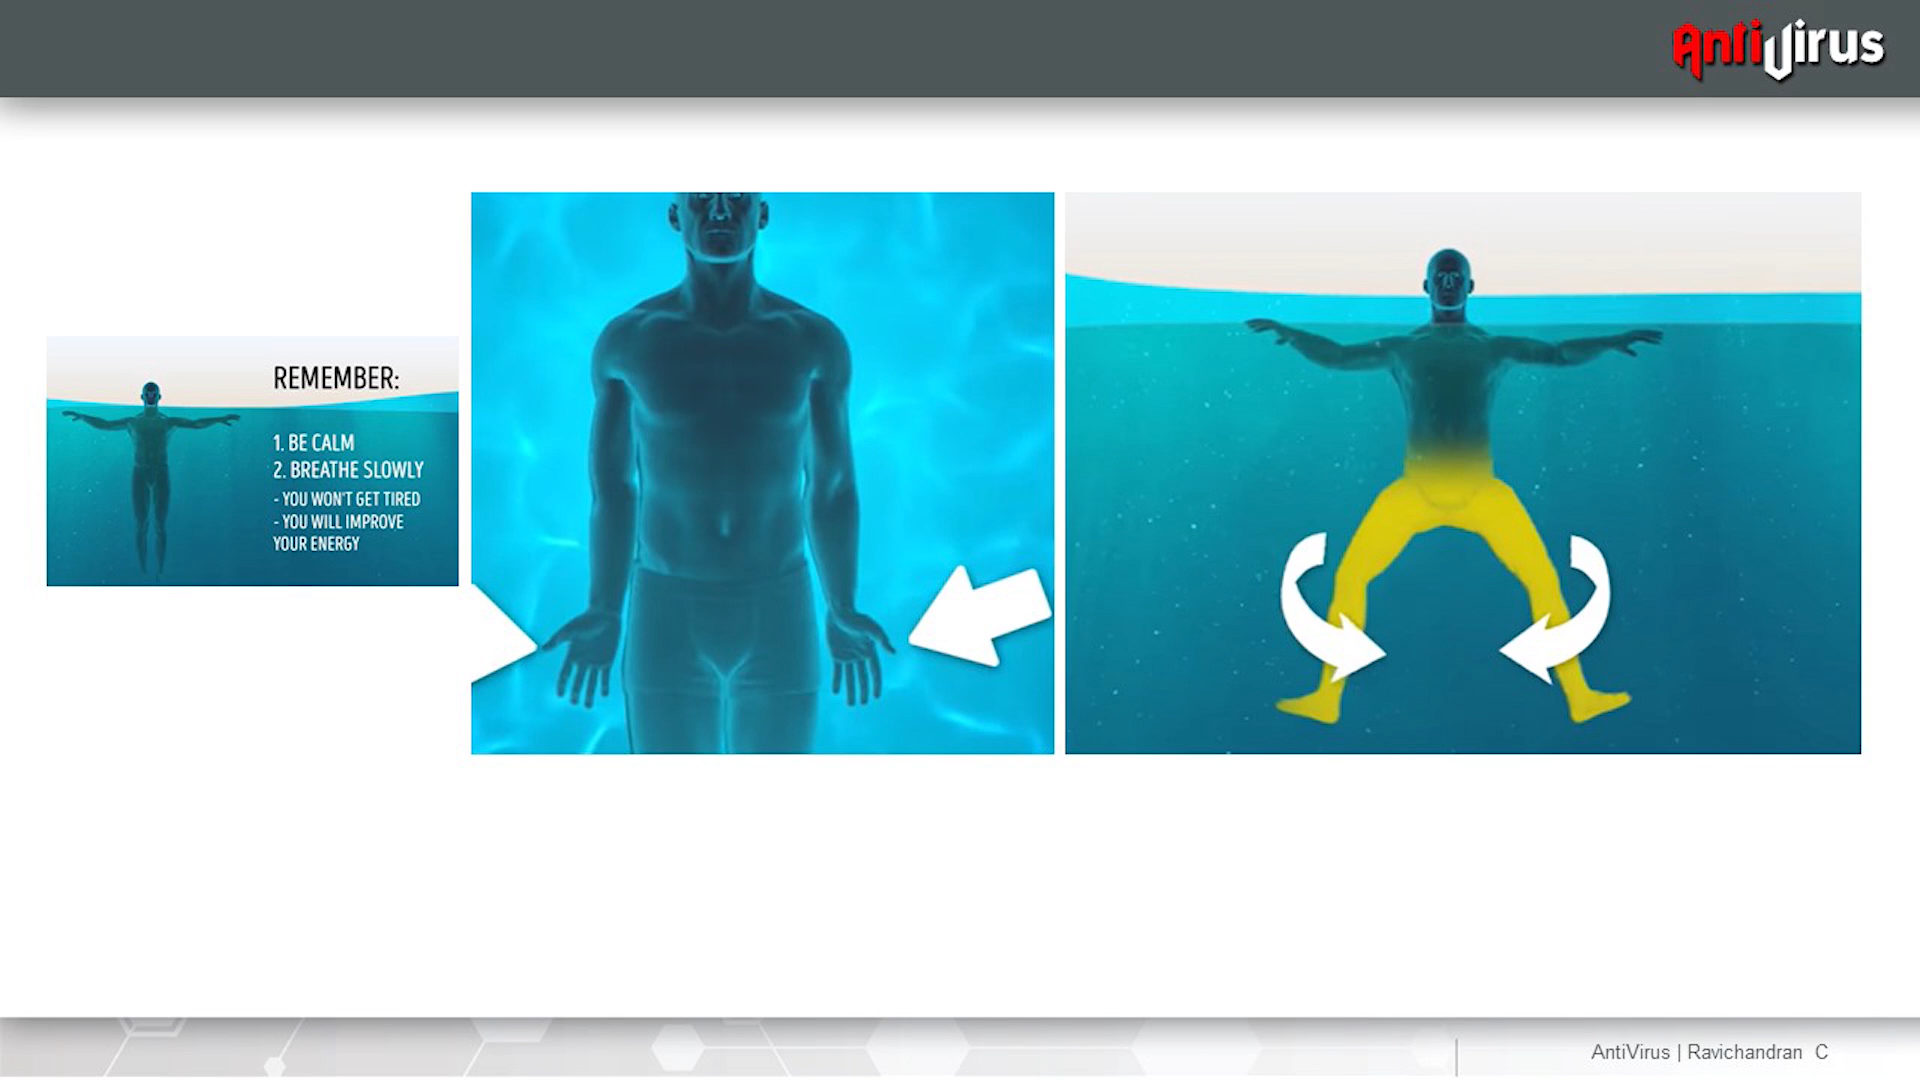 AntiVirus
REMEMBER:
1. BE CALM
2. BREATHE SLOWLY
- YOU WON'T GET TIRED
- YOU WILL IMPROVE
YOUR ENERGY
AntiVirus | Ravichandran C